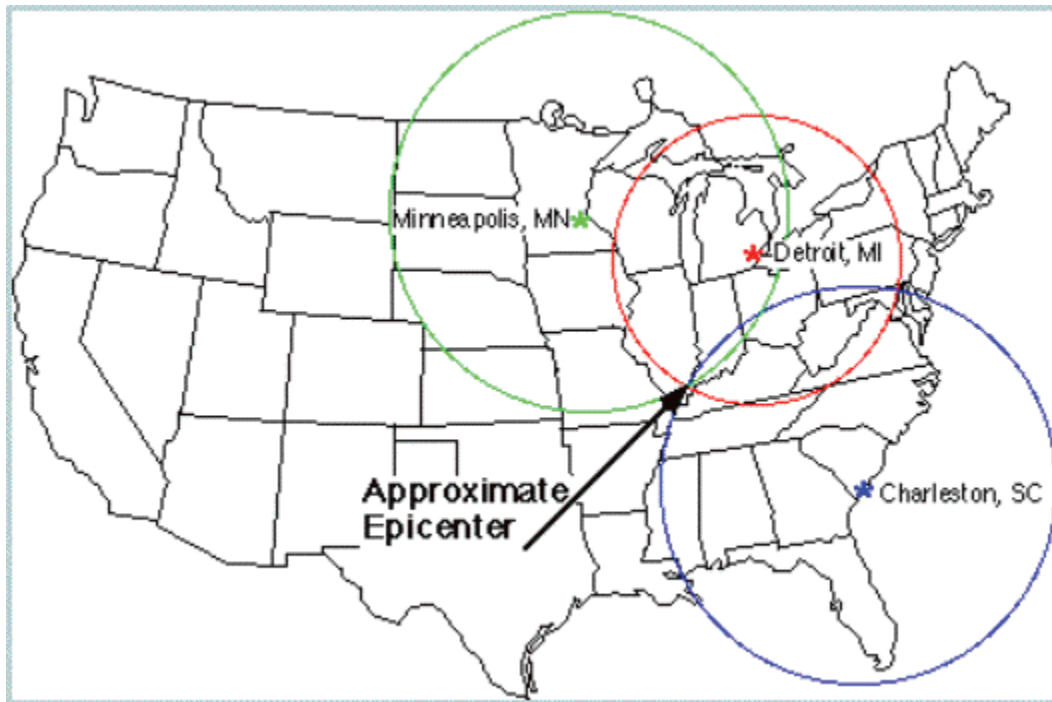 Minneapolis, MN
Detroit, MI
Approximate
Epicenter
Charleston, SC